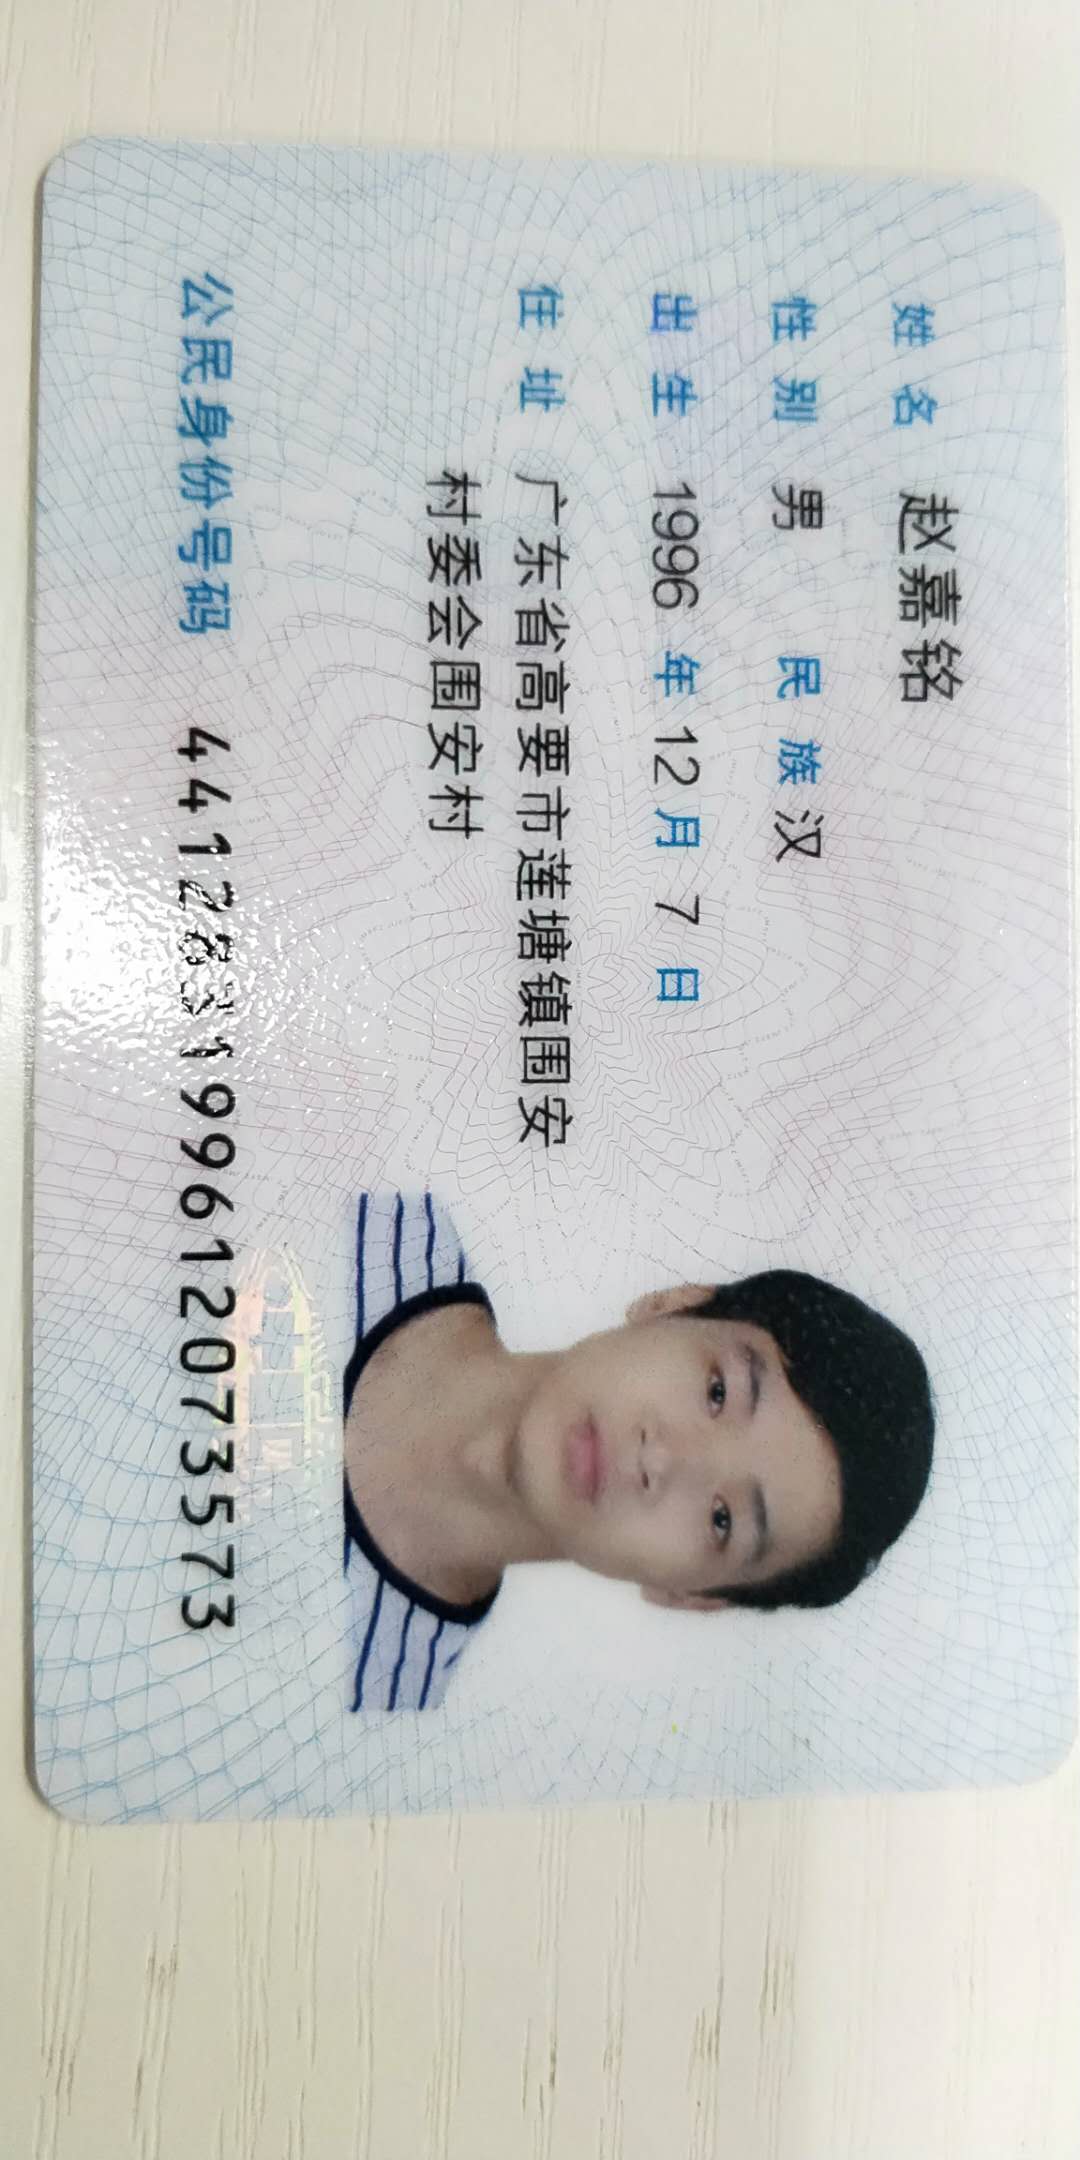 姓名 赵嘉铭
性别 男 民族 汉
出生 1996 年 12 月 7 日
住址 广东省高要市莲塘镇围安
村委会围安村
公民身份号码 441283199612073573